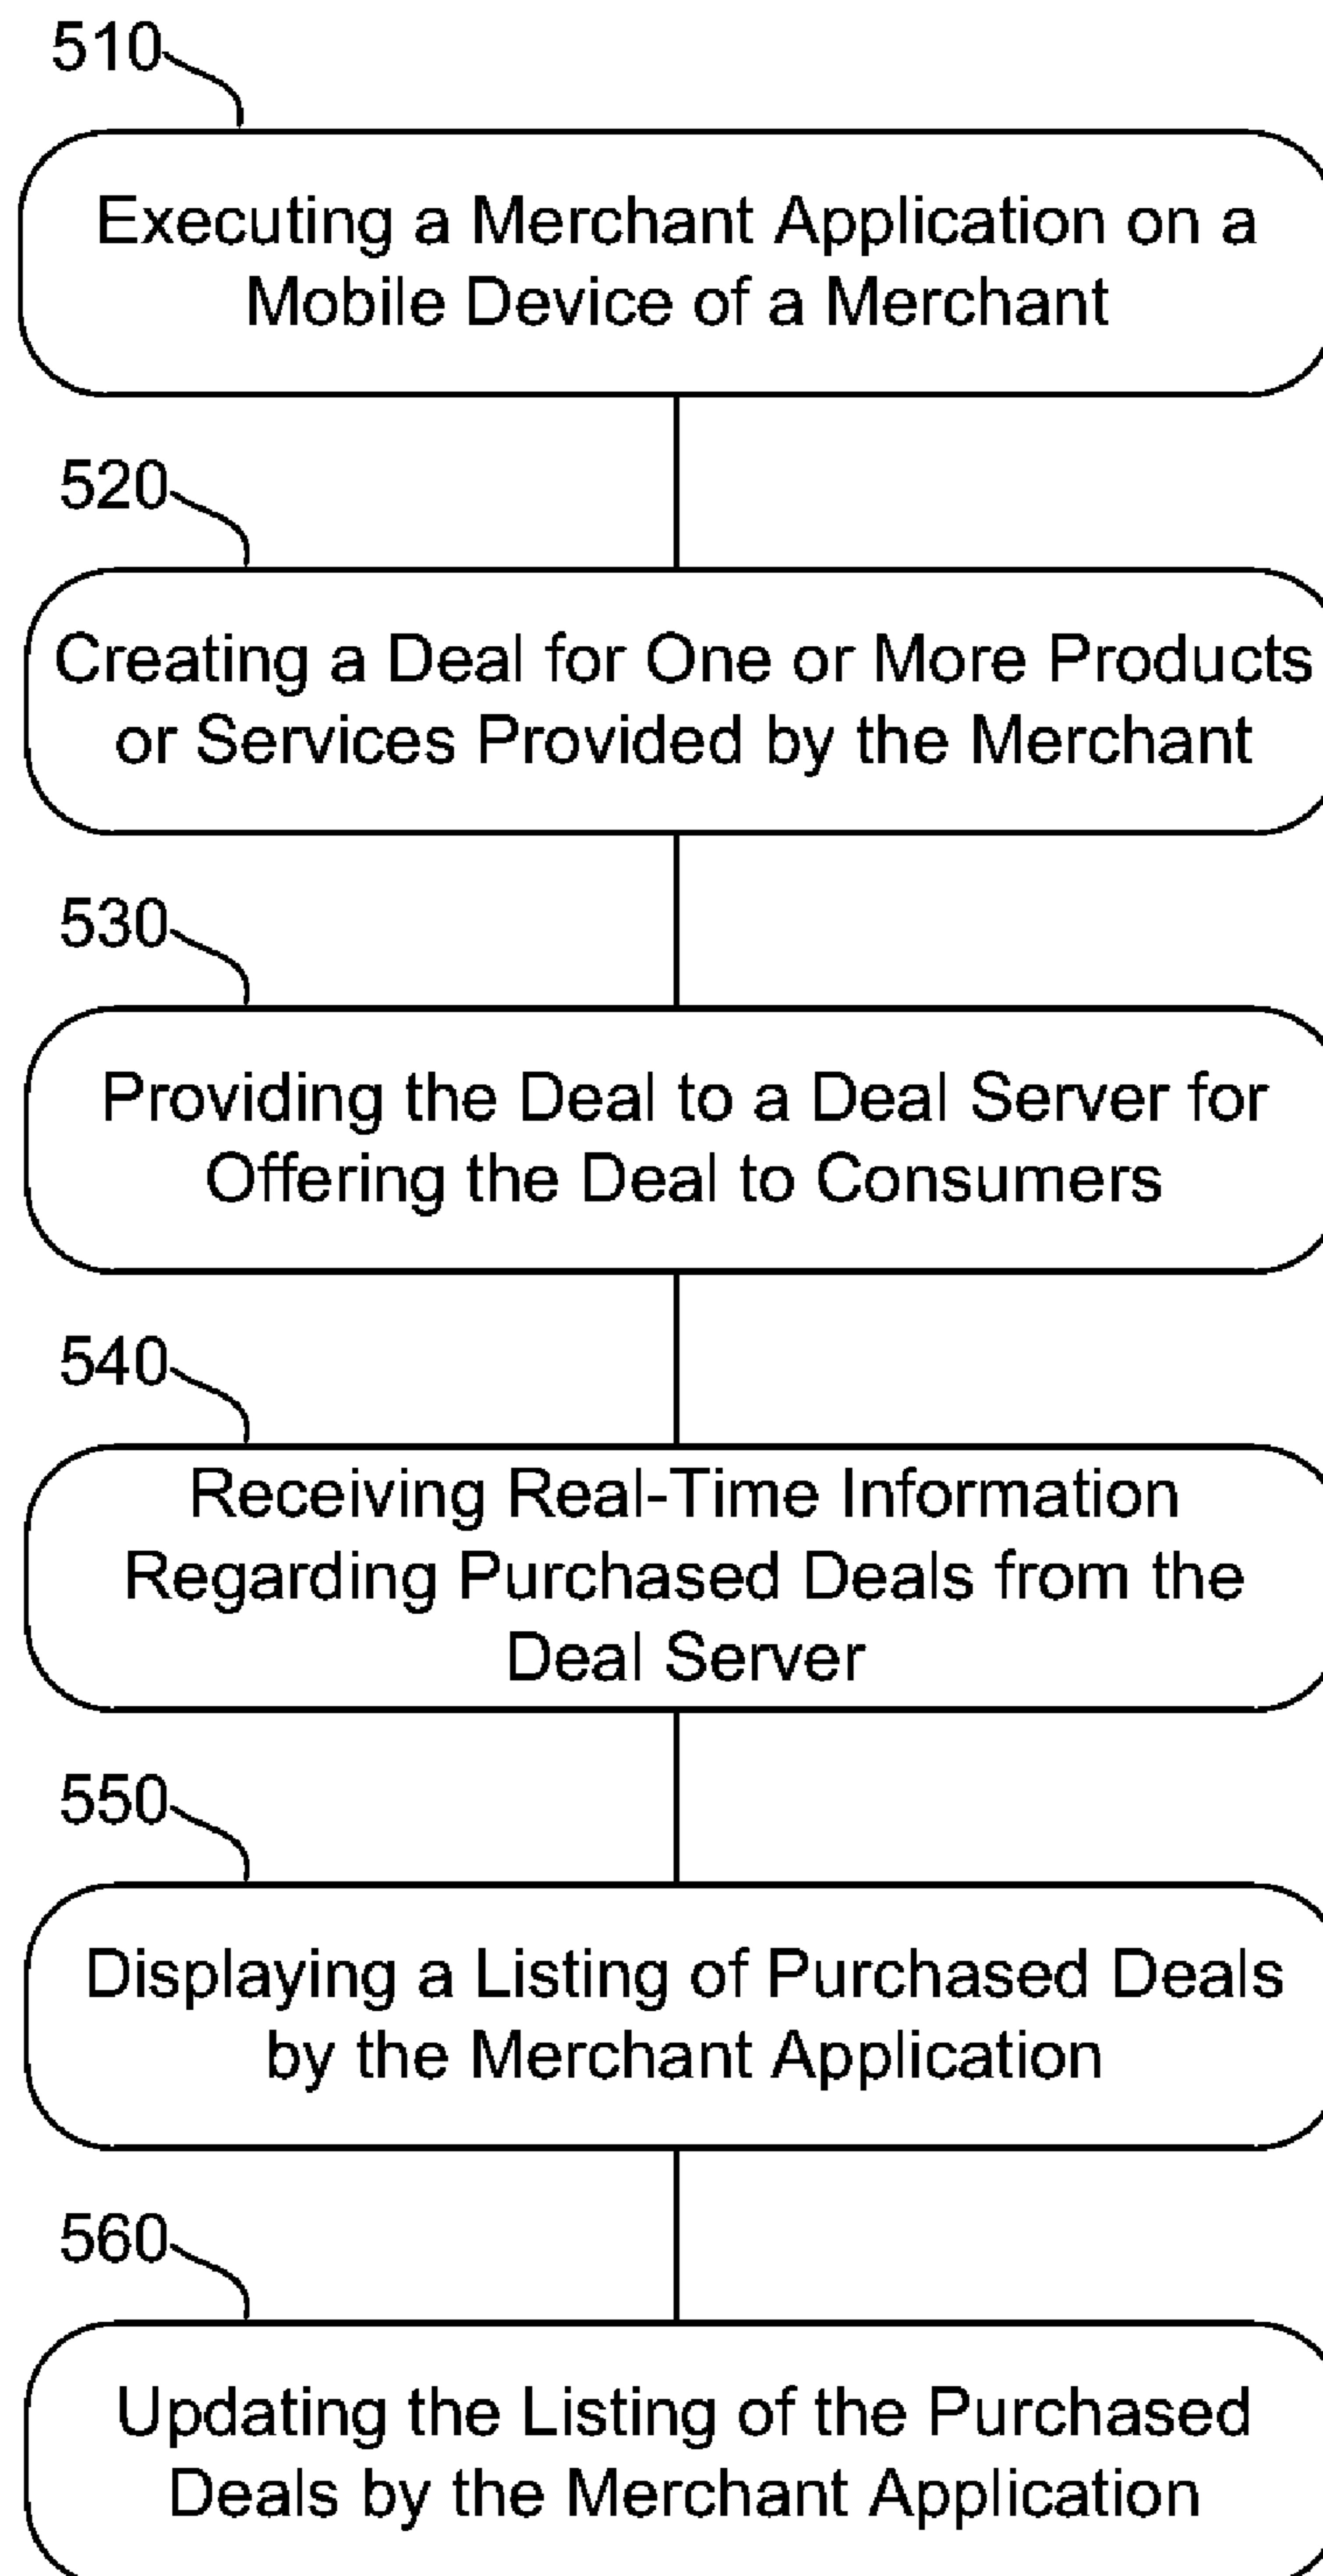 510
Executing a Merchant Application on a
Mobile Device of a Merchant
520
Creating a Deal for One or More Products
or Services Provided by the Merchant
530
Providing the Deal to a Deal Server for
Offering the Deal to Consumers
540
Receiving Real-Time Information
Regarding Purchased Deals from the
Deal Server
550
Displaying a Listing of Purchased Deals
by the Merchant Application
560
Updating the Listing of the Purchased
Deals by the Merchant Application